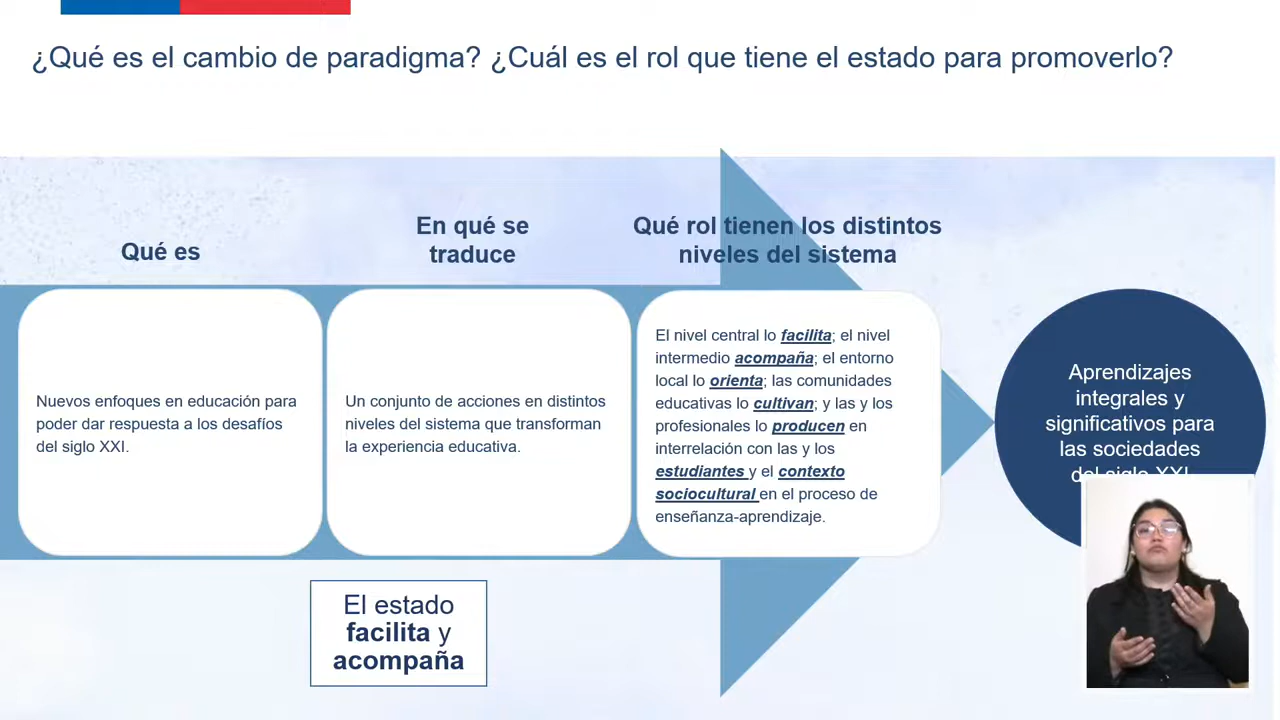 ¿Qué es el cambio de paradigma? ¿Cuál es el rol que tiene el estado para promoverlo?
Qué es
En qué se
traduce
Qué rol tienen los distintos
niveles del sistema
Nuevos enfoques en educación para
poder dar respuesta a los desafíos
del siglo XXI.
Un conjunto de acciones en distintos
niveles del sistema que transforman
la experiencia educativa.
El nivel central lo facilita; el nivel
intermedio acompaña; el entorno
local lo orienta; las comunidades
educativas lo cultivan; y las y los
profesionales lo producen en
interrelación con las y los
estudiantes y el contexto
sociocultural en el proceso de
enseñanza-aprendizaje.
Aprendizajes
integrales y
significativos para
las sociedades
del siglo XXI
El estado
facilita y
acompaña